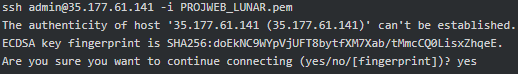 ssh admin@35.177.61.141 -i PROJWEB_LUNAR.pem
The authenticity of host '35.177.61.141 (35.177.61.141)' can't be established.
ECDSA key fingerprint is SHA256:doEkNC9WYpVjUFT8bytfXM7Xab/tMmcCQ0LisxZhqeE.
Are you sure you want to continue connecting (yes/no/[fingerprint])? yes